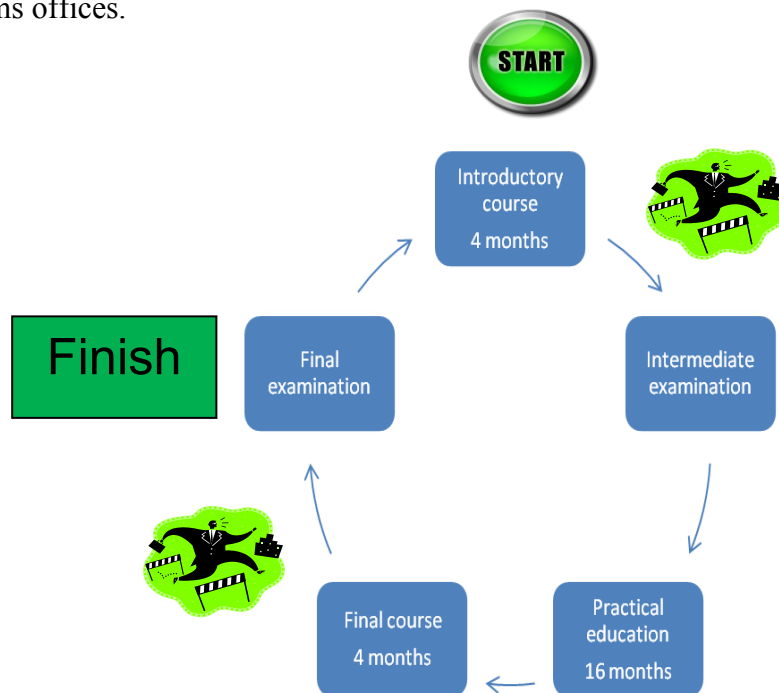 ms offices.
START
Introductory
course
4 months
Intermediate
examination
Practical
education
16 months
Final course
4 months
Final
examination
Finish